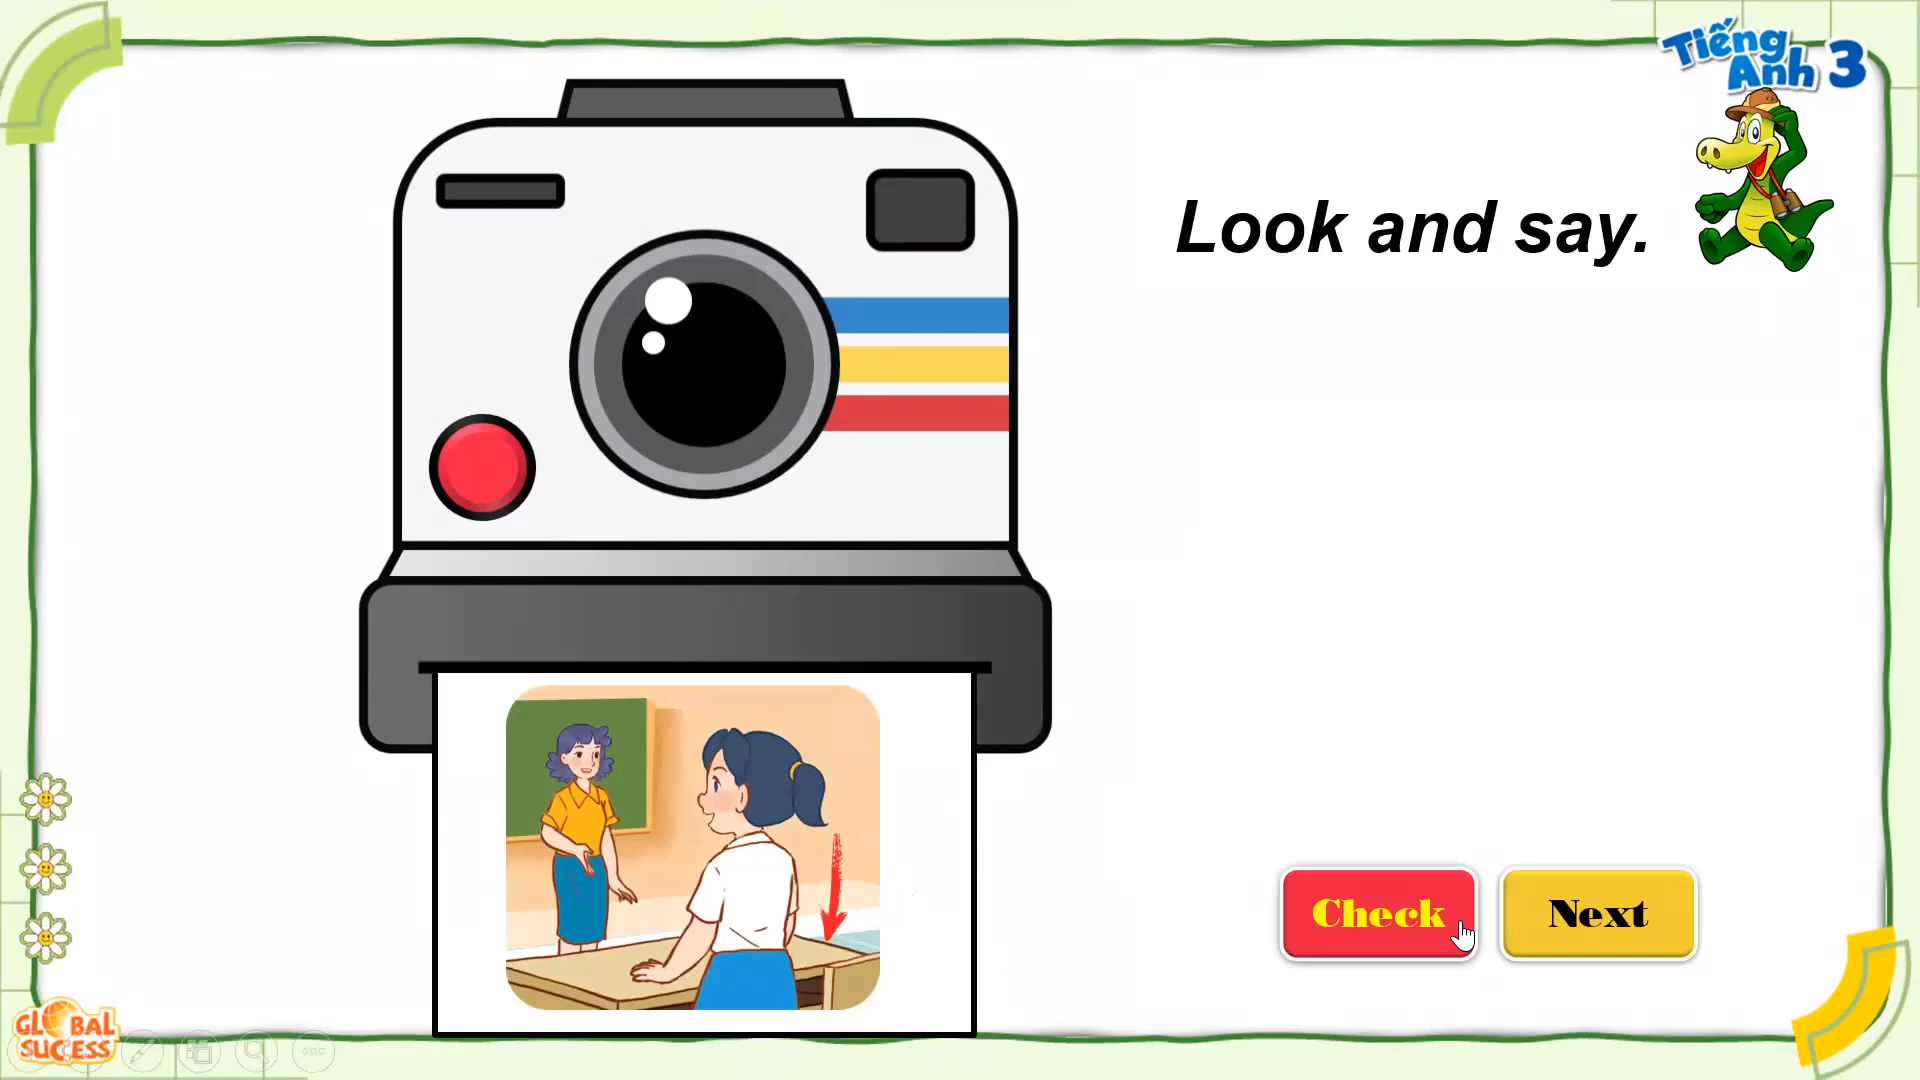 Tiếng
Anh 3
Look and say.
Check
Next
GLOBAL
SUCCESS